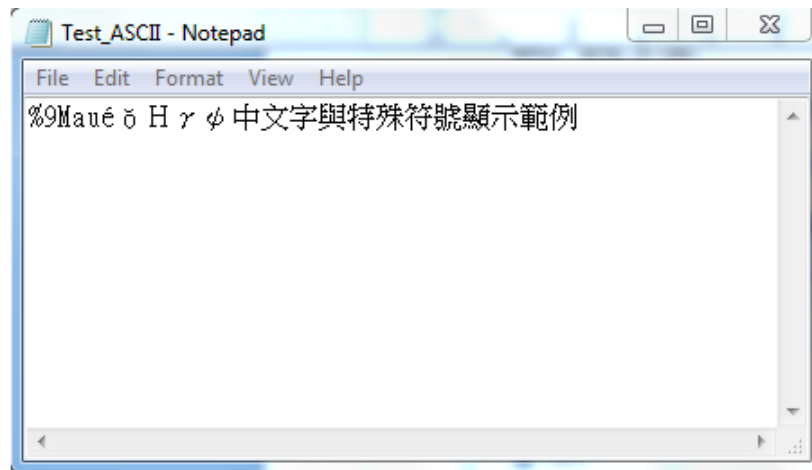 Test_ASCII - Notepad
File Edit Format View Help
%9Mauéŏ Η γ φ 中文字與特殊符號顯示範例